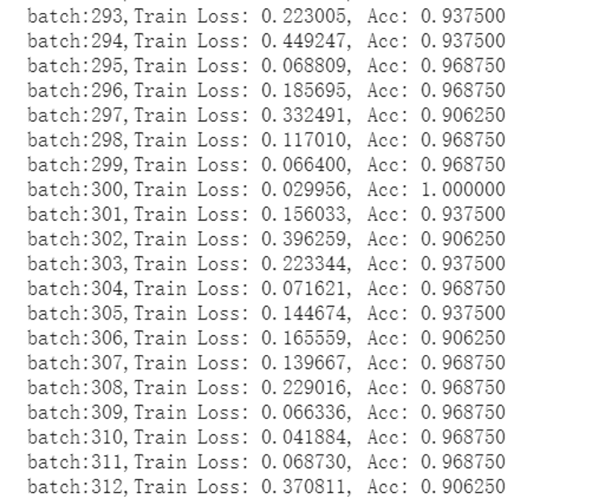 batch:293,Train Loss: 0.223005, Acc: 0.937500
batch:294,Train Loss: 0.449247, Acc: 0.937500
batch:295,Train Loss: 0.068809, Acc: 0.968750
batch:296,Train Loss: 0.185695, Acc: 0.968750
batch:297,Train Loss: 0.332491, Acc: 0.906250
batch:298,Train Loss: 0.117010, Acc: 0.968750
batch:299,Train Loss: 0.066400, Acc: 0.968750
batch:300,Train Loss: 0.029956, Acc: 1.000000
batch:301,Train Loss: 0.156033, Acc: 0.937500
batch:302,Train Loss: 0.396259, Acc: 0.906250
batch:303,Train Loss: 0.223344, Acc: 0.937500
batch:304,Train Loss: 0.071621, Acc: 0.968750
batch:305,Train Loss: 0.144674, Acc: 0.937500
batch:306,Train Loss: 0.165559, Acc: 0.906250
batch:307,Train Loss: 0.139667, Acc: 0.968750
batch:308,Train Loss: 0.229016, Acc: 0.968750
batch:309,Train Loss: 0.066336, Acc: 0.968750
batch:310,Train Loss: 0.041884, Acc: 0.968750
batch:311,Train Loss: 0.068730, Acc: 0.968750
batch:312,Train Loss: 0.370811, Acc: 0.906250